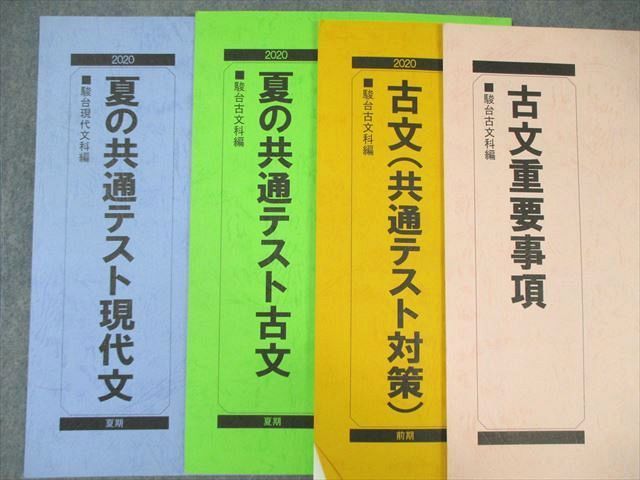 2020
夏の共通テスト現代文
■駿台現代文科編
夏期
2020
夏の共通テスト古文
■駿台古文科編
夏期
2020
古文（共通テスト対策）
■駿台古文科編
前期
古文重要事項
■駿台古文科編